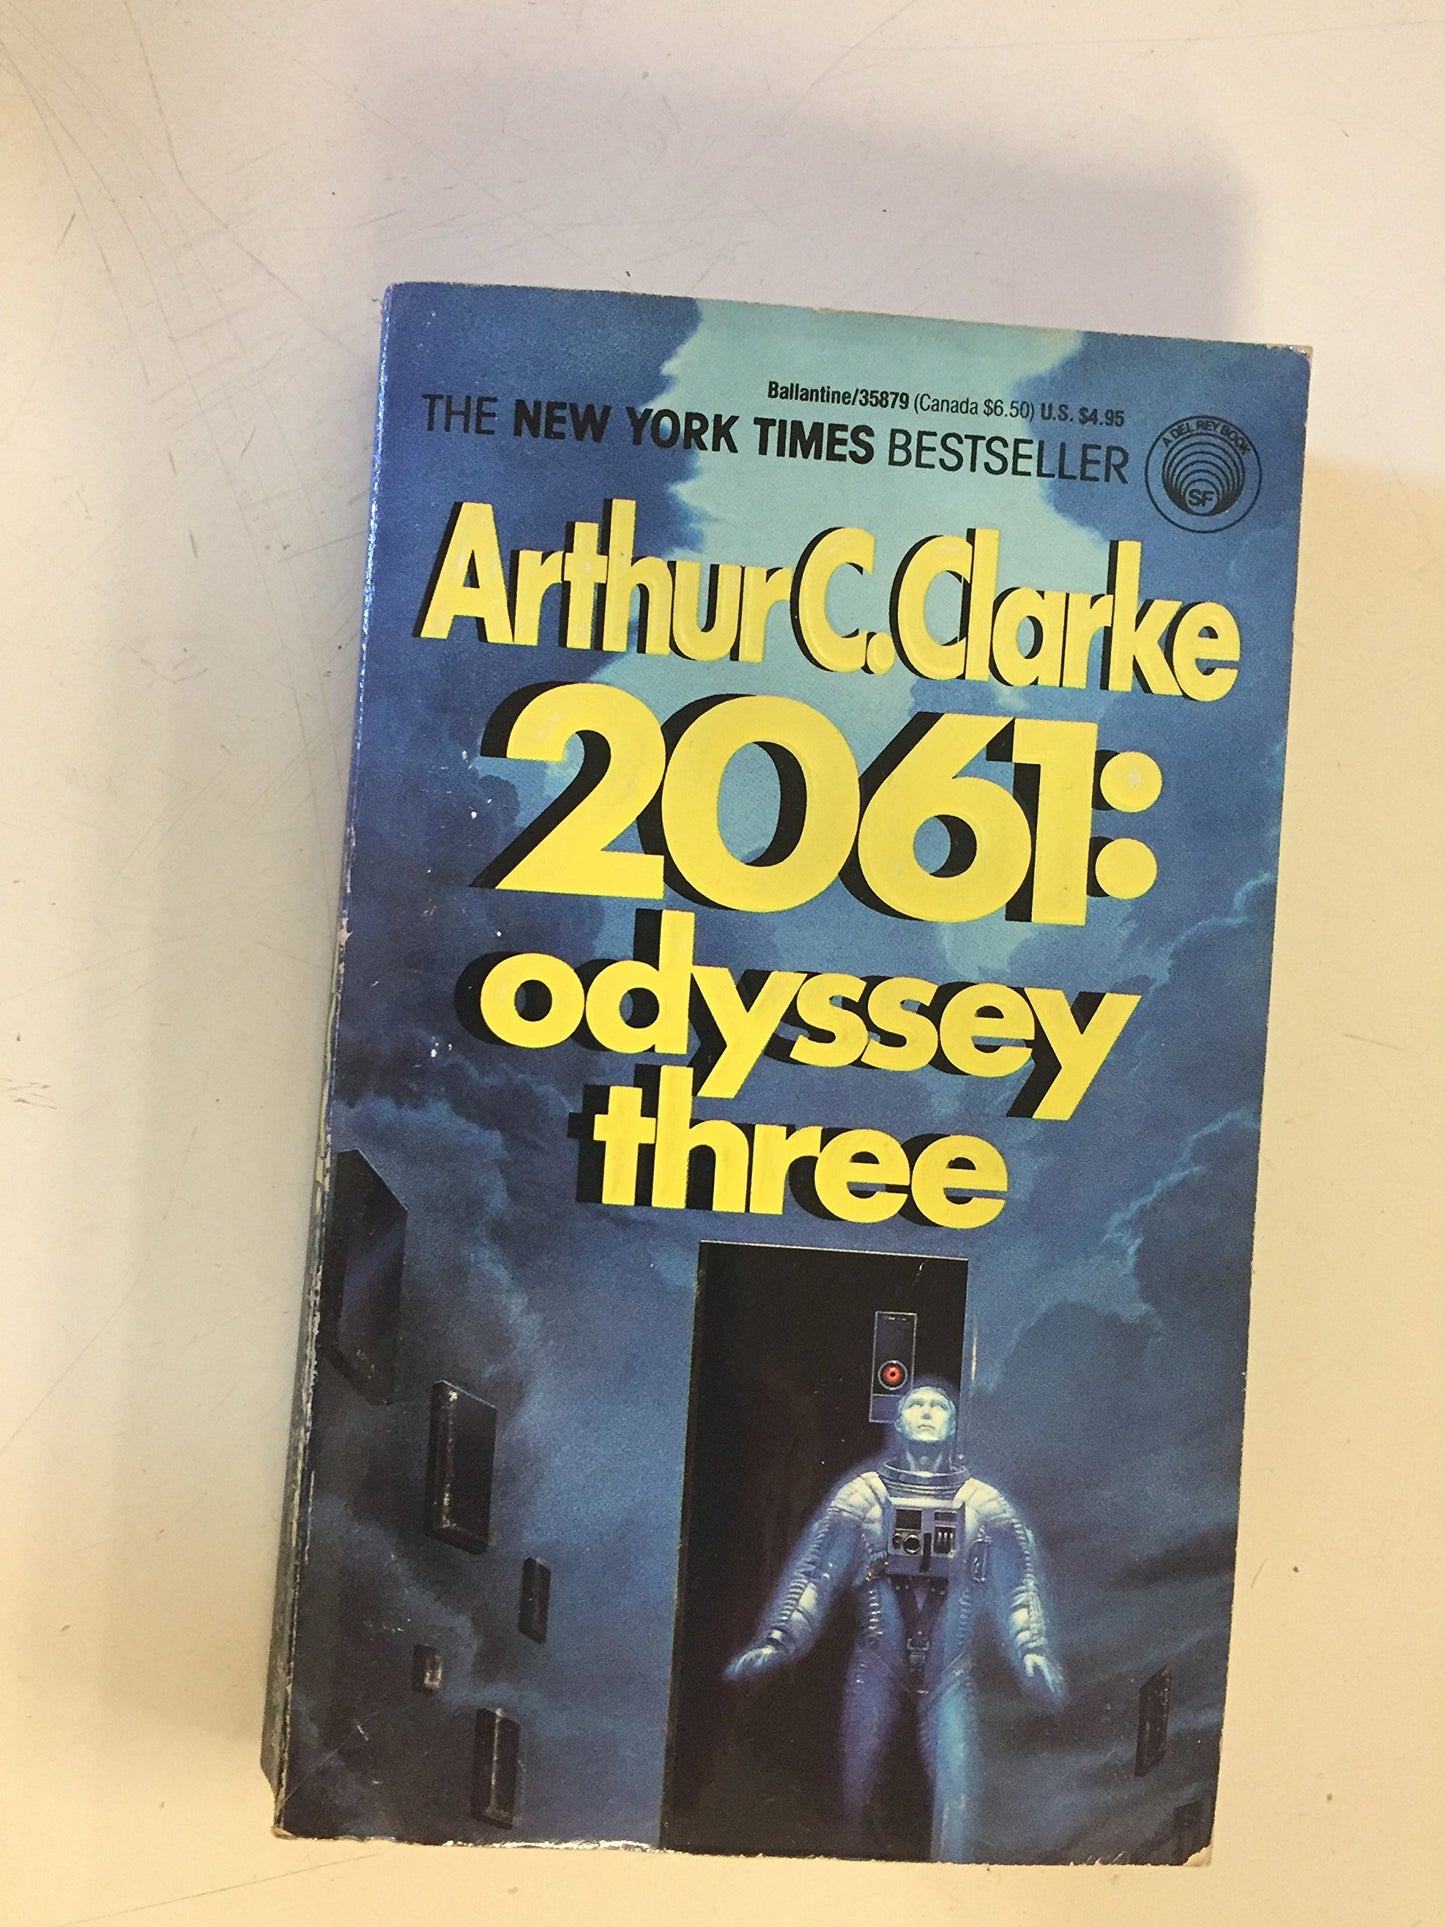 Ballantine/35879 (Canada $6.50) U.S. $4.95
THE NEW YORK TIMES BESTSELLER
A DEL REY BOOK
SF
Arthur C. Clarke
2061:
odyssey
three